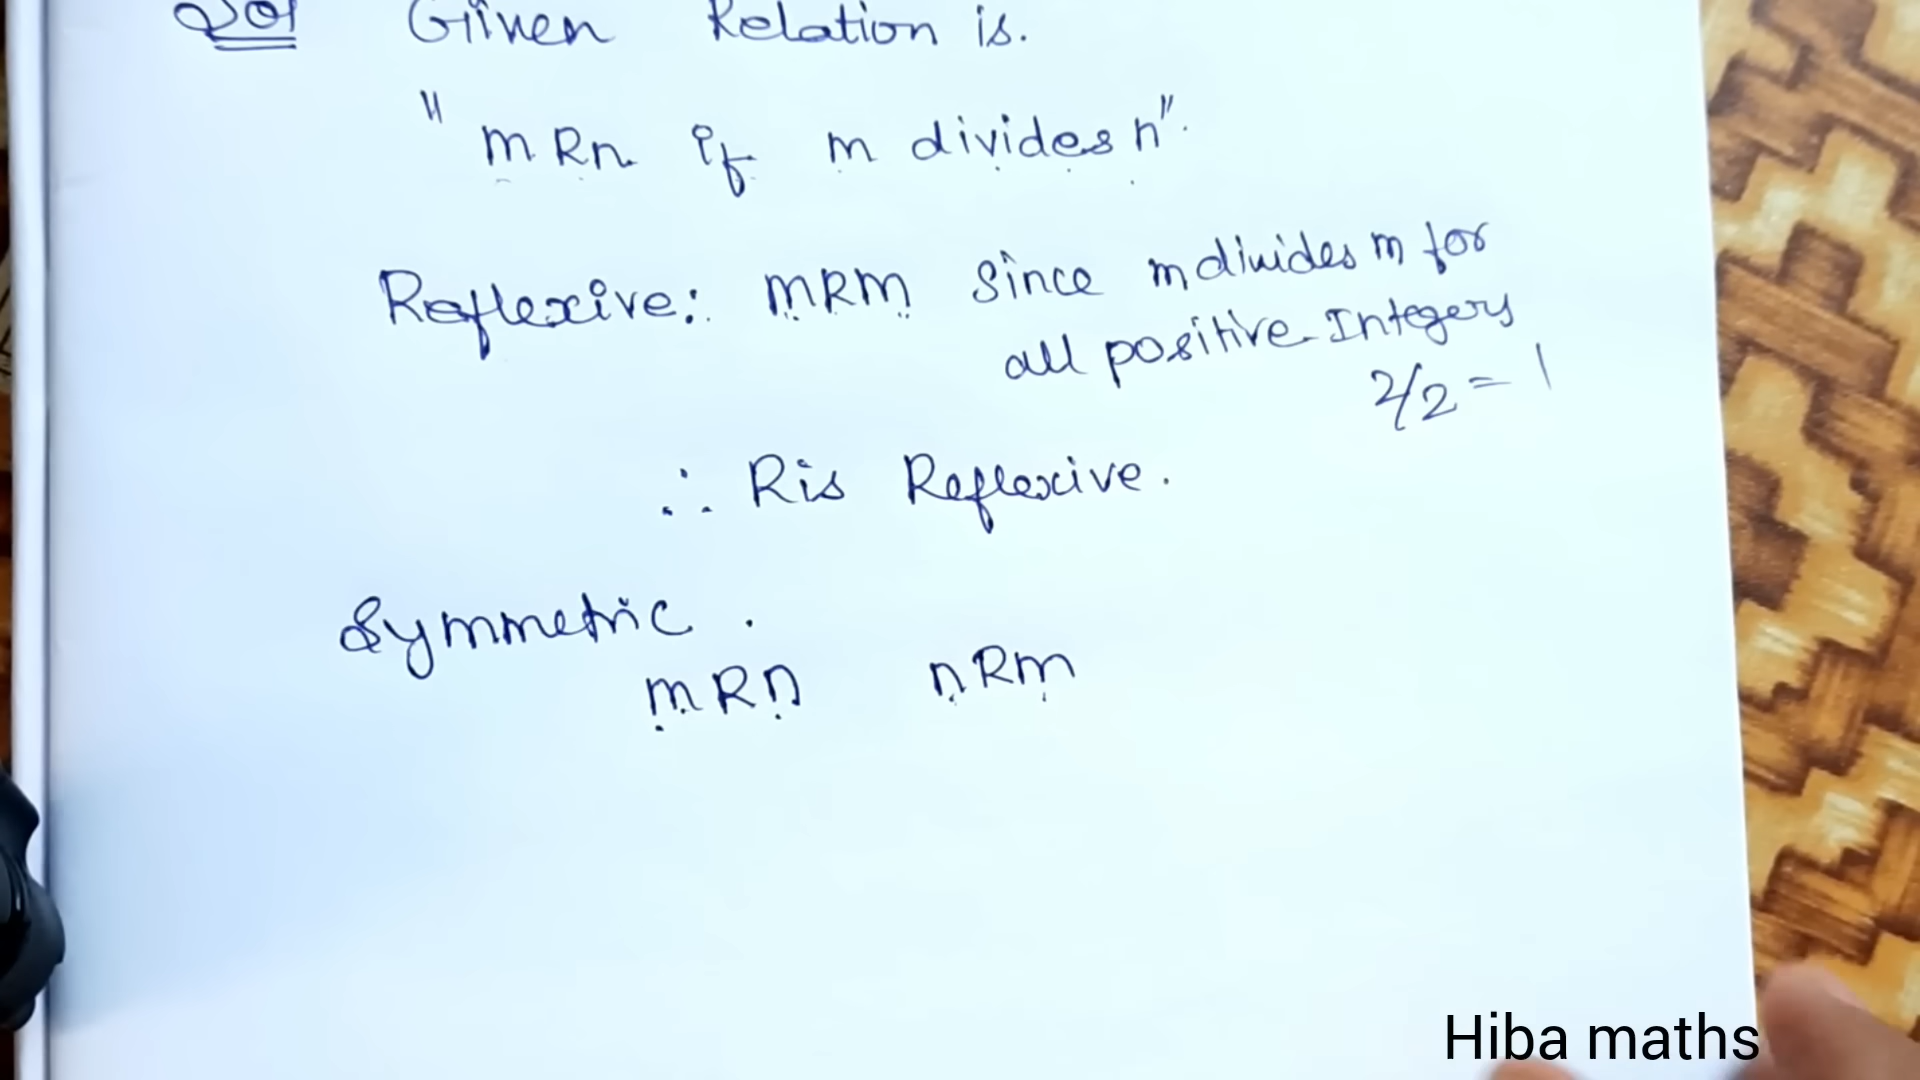 Sol Given Relation is.
" m Rn if m divides n".
Reflexive: mRm Since m divides m for
all positive Integers
2/2 = 1
∴ R is Reflexive.
Symmetric.
mRn nRm
Hiba maths